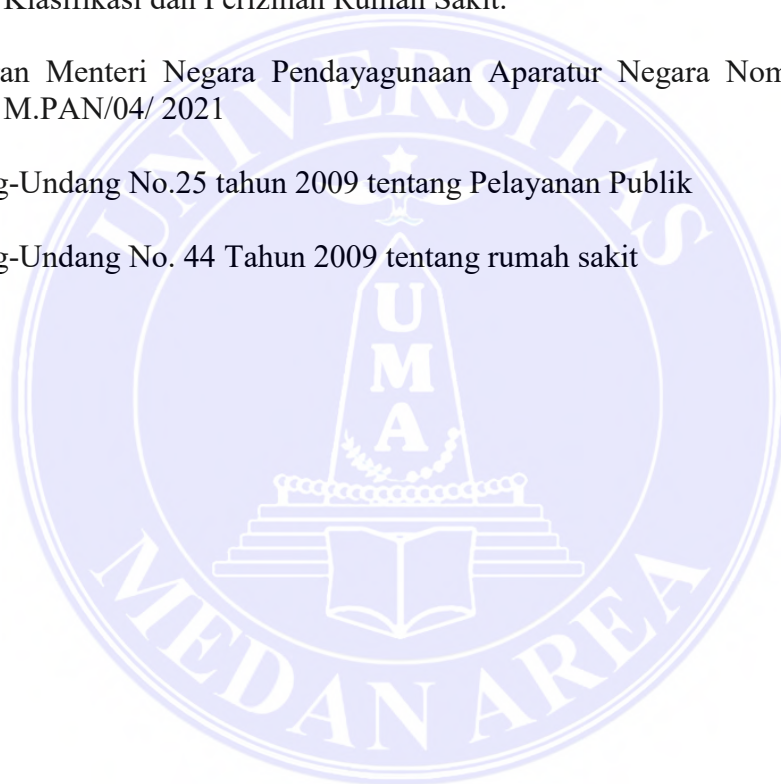 Klasifikasi dan Perizinan Rumah Sakit.
an Menteri Negara Pendayagunaan Aparatur Negara Nom
M.PAN/04/ 2021
g-Undang No.25 tahun 2009 tentang Pelayanan Publik
g-Undang No. 44 Tahun 2009 tentang rumah sakit
UNIVERSITAS
U
M
A
MEDAN AREA